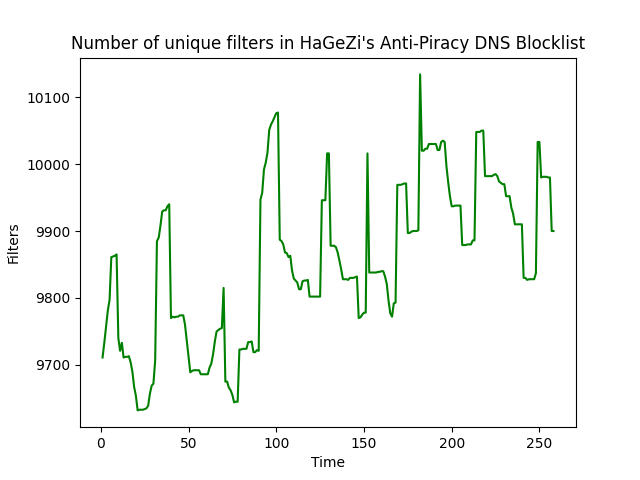 Number of unique filters in HaGeZi's Anti-Piracy DNS Blocklist
10100
10000
9900
9800
9700
Filters
0 50 100 150 200 250
Time